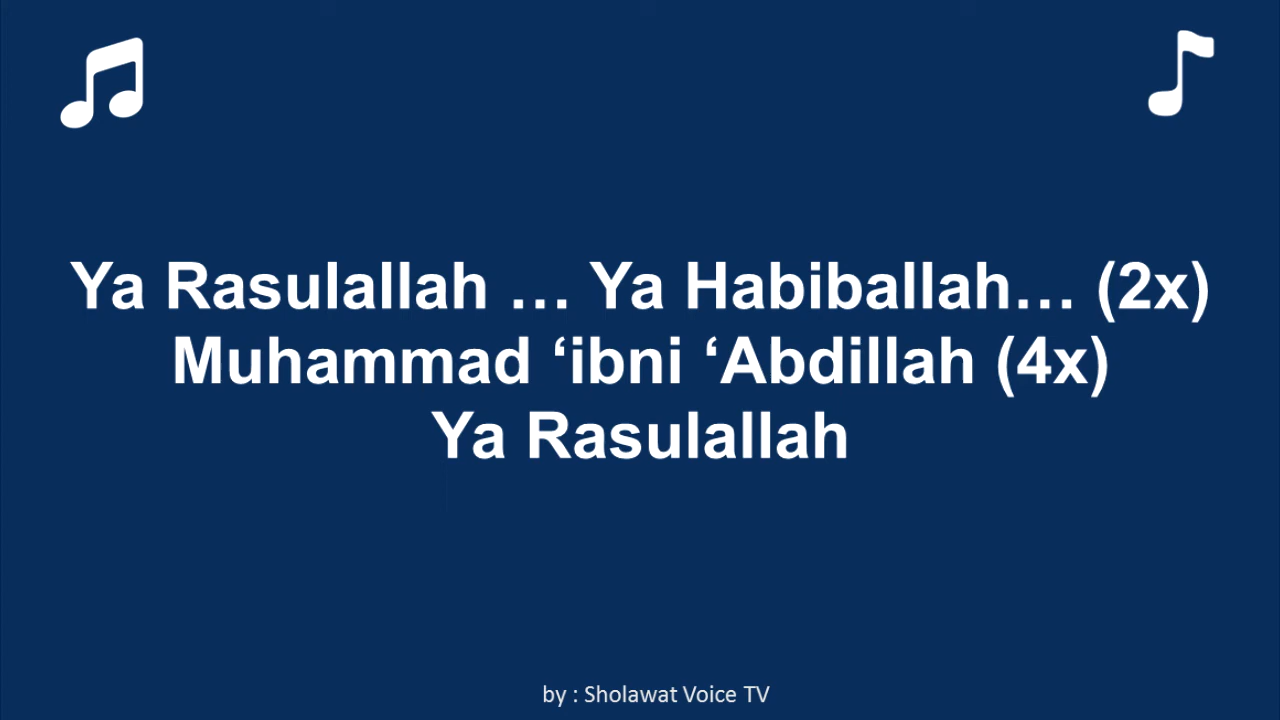 Ya Rasulallah … Ya Habiballah… (2x)
Muhammad ‘ibni ‘Abdillah (4x)
Ya Rasulallah
by : Sholawat Voice TV